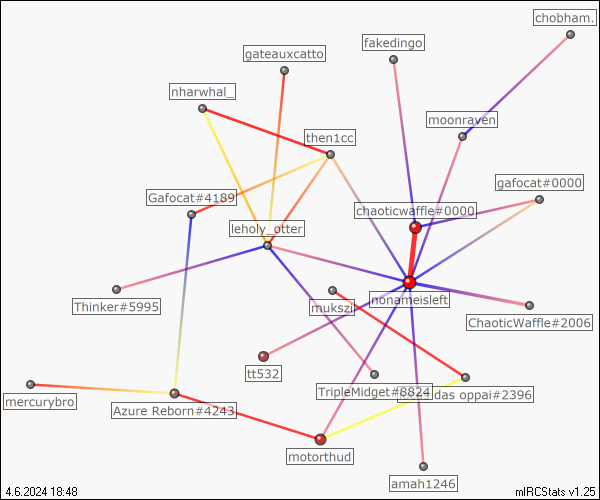 chobham.
fakedingo
gateauxcatto
nharwhal_
moonraven
then1cc
gafocat#0000
Gafocat#4189
chaoticwaffle#0000
leholy_otter
nonameisleft
Thinker#5995
mukszi
ChaoticWaffle#2006
tt532
TripleMidget#8824
das oppai#2396
mercurybro
Azure Reborn#4243
motorthud
amah1246
4.6.2024 18:48
mIRCStats v1.25